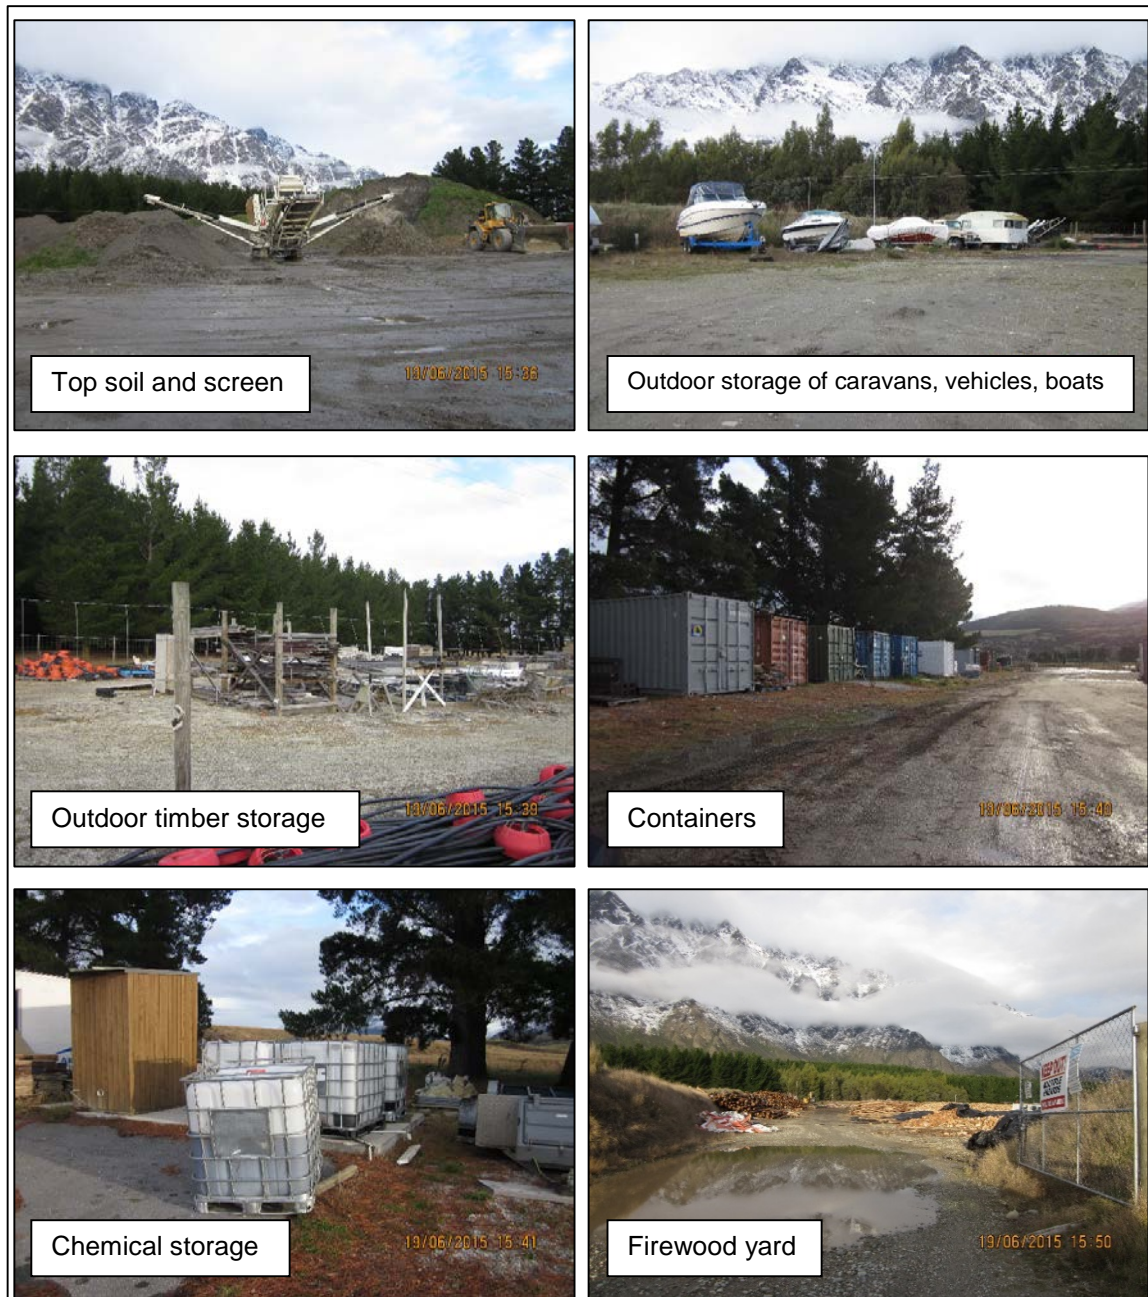 Top soil and screen
19/06/2015 15:36
Outdoor storage of caravans, vehicles, boats
Outdoor timber storage
19/06/2015 15:39
Containers
19/06/2015 15:40
Chemical storage
19/06/2015 15:41
KEEP OUT
Firewood yard
19/06/2015 15:50